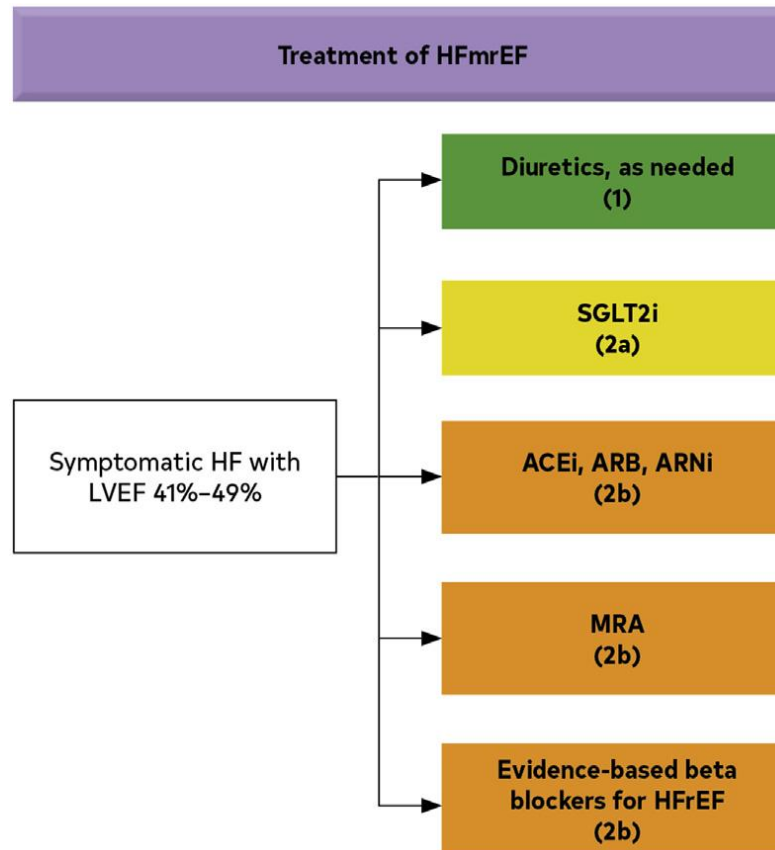 Treatment of HFmrEF
Diuretics, as needed
(1)
SGLT2i
(2a)
Symptomatic HF with
LVEF 41%–49%
ACEi, ARB, ARNi
(2b)
MRA
(2b)
Evidence-based beta
blockers for HFrEF
(2b)